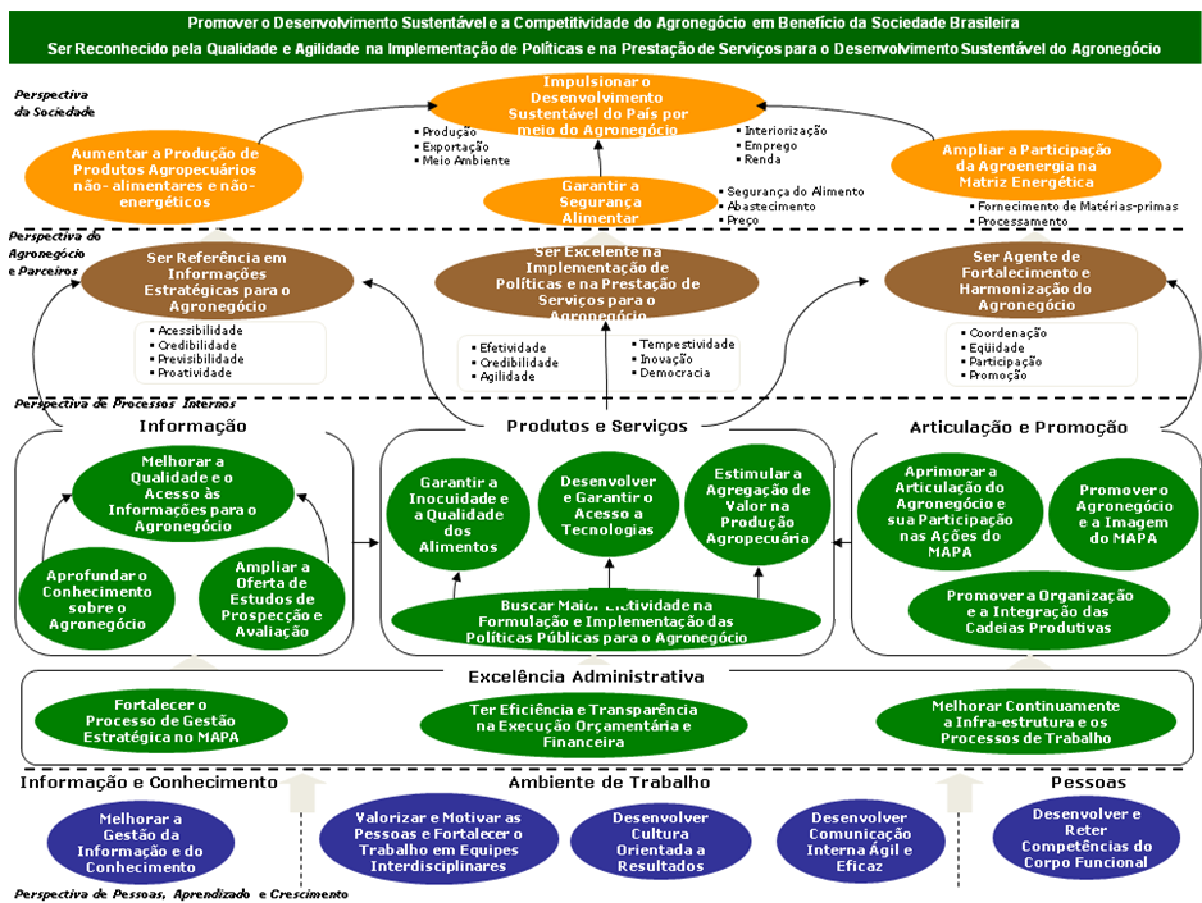 Promover o Desenvolvimento Sustentável e a Competitividade do Agronegócio em Benefício da Sociedade Brasileira
Ser Reconhecido pela Qualidade e Agilidade na Implementação de Políticas e na Prestação de Serviços para o Desenvolvimento Sustentável do Agronegócio
Perspectiva
da Sociedade
Impulsionar o
Desenvolvimento
Sustentável do País por
meio do Agronegócio
▪ Produção
▪ Exportação
▪ Meio Ambiente
▪ Interiorização
▪ Emprego
▪ Renda
Aumentar a Produção de
Produtos Agropecuários
não- alimentares e não-
energéticos
Garantir a
Segurança
Alimentar
▪ Segurança do Alimento
▪ Abastecimento
▪ Preço
Ampliar a Participação
da Agroenergia na
Matriz Energética
▪ Fornecimento de Matérias-primas
▪ Processamento
Perspectiva do
Agronegócio
e Parceiros
Ser Referência em
Informações
Estratégicas para o
Agronegócio
▪ Acessibilidade
▪ Credibilidade
▪ Previsibilidade
▪ Proatividade
Ser Excelente na
Implementação de
Políticas e na Prestação de
Serviços para o
Agronegócio
▪ Efetividade
▪ Credibilidade
▪ Agilidade
▪ Tempestividade
▪ Inovação
▪ Democracia
Ser Agente de
Fortalecimento e
Harmonização do
Agronegócio
▪ Coordenação
▪ Eqüidade
▪ Participação
▪ Promoção
Perspectiva de Processos Internos
Informação
Melhorar a
Qualidade e o
Acesso às
Informações para o
Agronegócio
Aprofundar o
Conhecimento
sobre o
Agronegócio
Ampliar a
Oferta de
Estudos de
Prospecção e
Avaliação
Produtos e Serviços
Garantir a
Inocuidade e
a Qualidade
dos
Alimentos
Desenvolver
e Garantir o
Acesso a
Tecnologias
Estimular a
Agregação de
Valor na
Produção
Agropecuária
Buscar Maior Efetividade na
Formulação e Implementação das
Políticas Públicas para o Agronegócio
Articulação e Promoção
Aprimorar a
Articulação do
Agronegócio e
sua Participação
nas Ações do
MAPA
Promover o
Agronegócio
e a Imagem
do MAPA
Promover a Organização
e a Integração das
Cadeias Produtivas
Excelência Administrativa
Fortalecer o
Processo de Gestão
Estratégica no MAPA
Ter Eficiência e Transparência
na Execução Orçamentária e
Financeira
Melhorar Continuamente
a Infra-estrutura e os
Processos de Trabalho
Informação e Conhecimento
Ambiente de Trabalho
Pessoas
Melhorar a
Gestão da
Informação e do
Conhecimento
Valorizar e Motivar as
Pessoas e Fortalecer o
Trabalho em Equipes
Interdisciplinares
Desenvolver
Cultura
Orientada a
Resultados
Desenvolver
Comunicação
Interna Ágil e
Eficaz
Desenvolver e
Reter
Competências do
Corpo Funcional
Perspectiva de Pessoas, Aprendizado e Crescimento